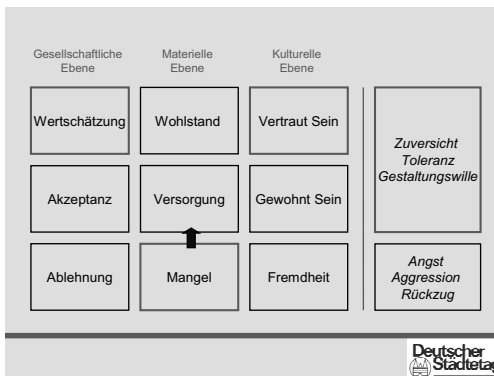 Gesellschaftliche Ebene
Materielle Ebene
Kulturelle Ebene
Wertschätzung
Wohlstand
Vertraut Sein
Zuversicht
Toleranz
Gestaltungswille
Akzeptanz
Versorgung
Gewohnt Sein
Ablehnung
Mangel
Fremdheit
Angst
Aggression
Rückzug
Deutscher
Städtetag